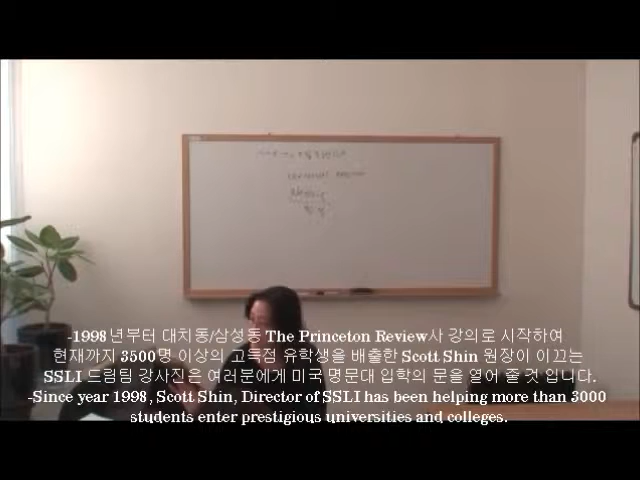 -1998년부터 대치동/삼성동 The Princeton Review사 강의로 시작하여
현재까지 3500명 이상의 고득점 유학생을 배출한 Scott Shin 원장이 이끄는
SSLI 드림팀 강사진은 여러분에게 미국 명문대 입학의 문을 열어 줄 것 입니다.
-Since year 1998, Scott Shin, Director of SSLI has been helping more than 3000
students enter prestigious universities and colleges.